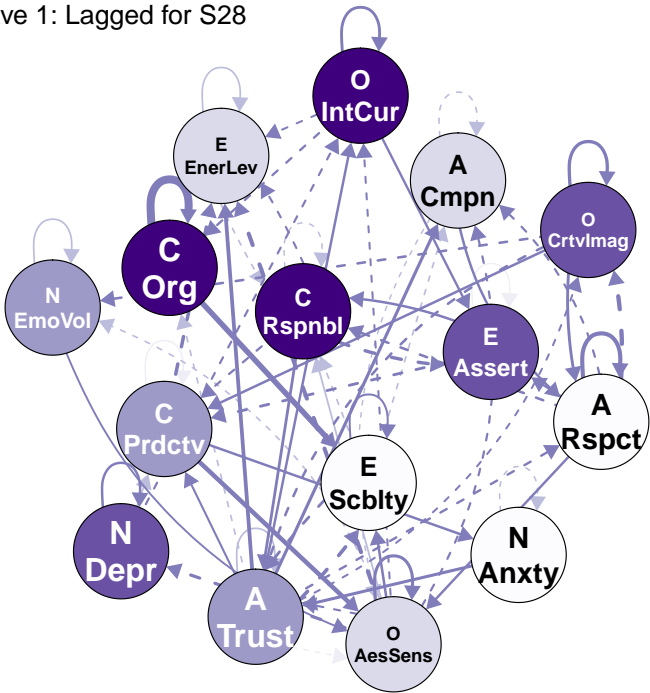 ve 1: Lagged for S28
O
IntCur
E
EnerLev
A
Cmpn
O
CrtvImag
C
Org
C
Rspnbl
N
EmoVol
E
Assert
A
Rspct
C
Prdctv
E
Scblty
N
Depr
N
Anxty
A
Trust
O
AesSens